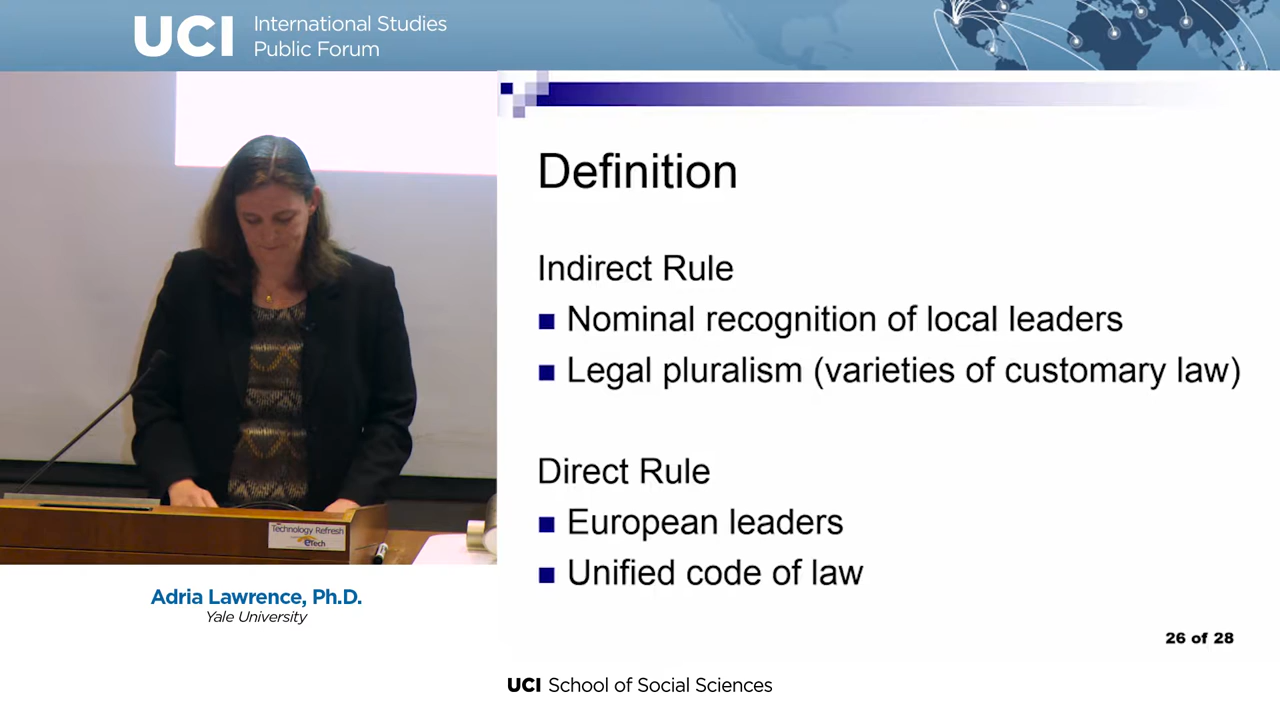 UCI International Studies
Public Forum
Definition
Indirect Rule
Nominal recognition of local leaders
Legal pluralism (varieties of customary law)
Direct Rule
European leaders
Unified code of law
26 of 28
Technology Refresh
eTech
Adria Lawrence, Ph.D.
Yale University
UCI School of Social Sciences